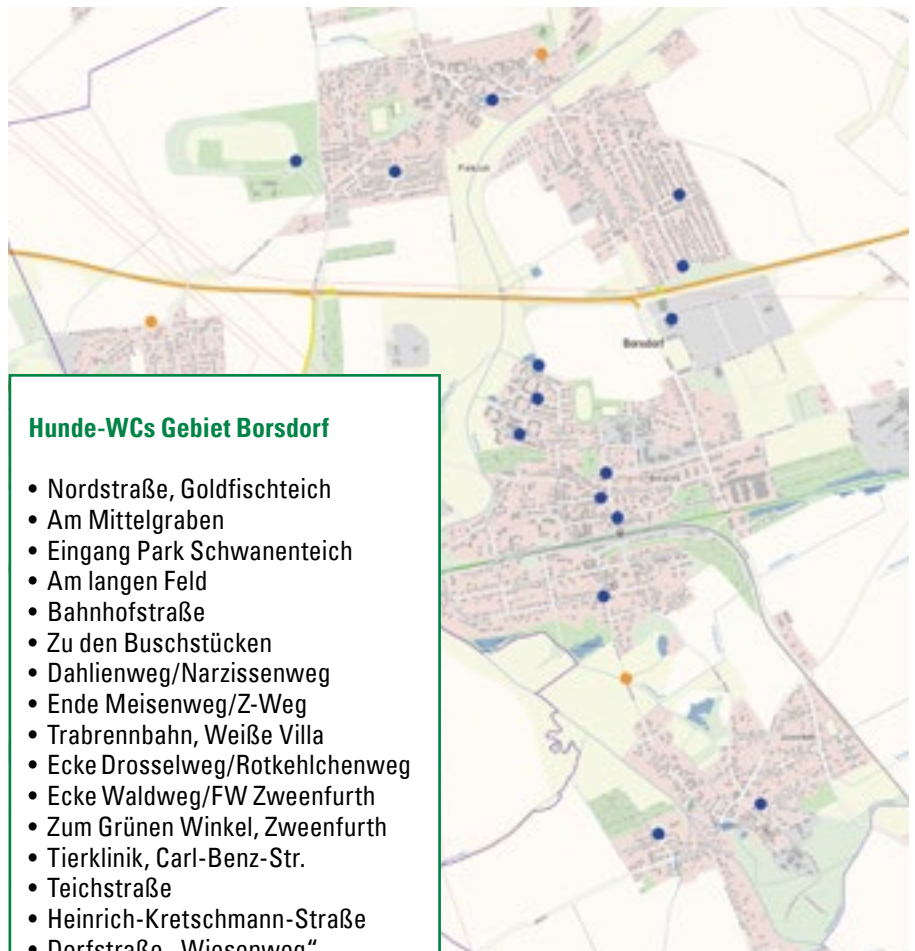 Borsdorf
Hunde-WCs Gebiet Borsdorf
• Nordstraße, Goldfischteich
• Am Mittelgraben
• Eingang Park Schwanenteich
• Am langen Feld
• Bahnhofstraße
• Zu den Buschstücken
• Dahlienweg/Narzissenweg
• Ende Meisenweg/Z-Weg
• Trabrennbahn, Weiße Villa
• Ecke Drosselweg/Rotkehlchenweg
• Ecke Waldweg/FW Zweenfurth
• Zum Grünen Winkel, Zweenfurth
• Tierklinik, Carl-Benz-Str.
• Teichstraße
• Heinrich-Kretschmann-Straße
• Dorfstraße „Wiesenweg“